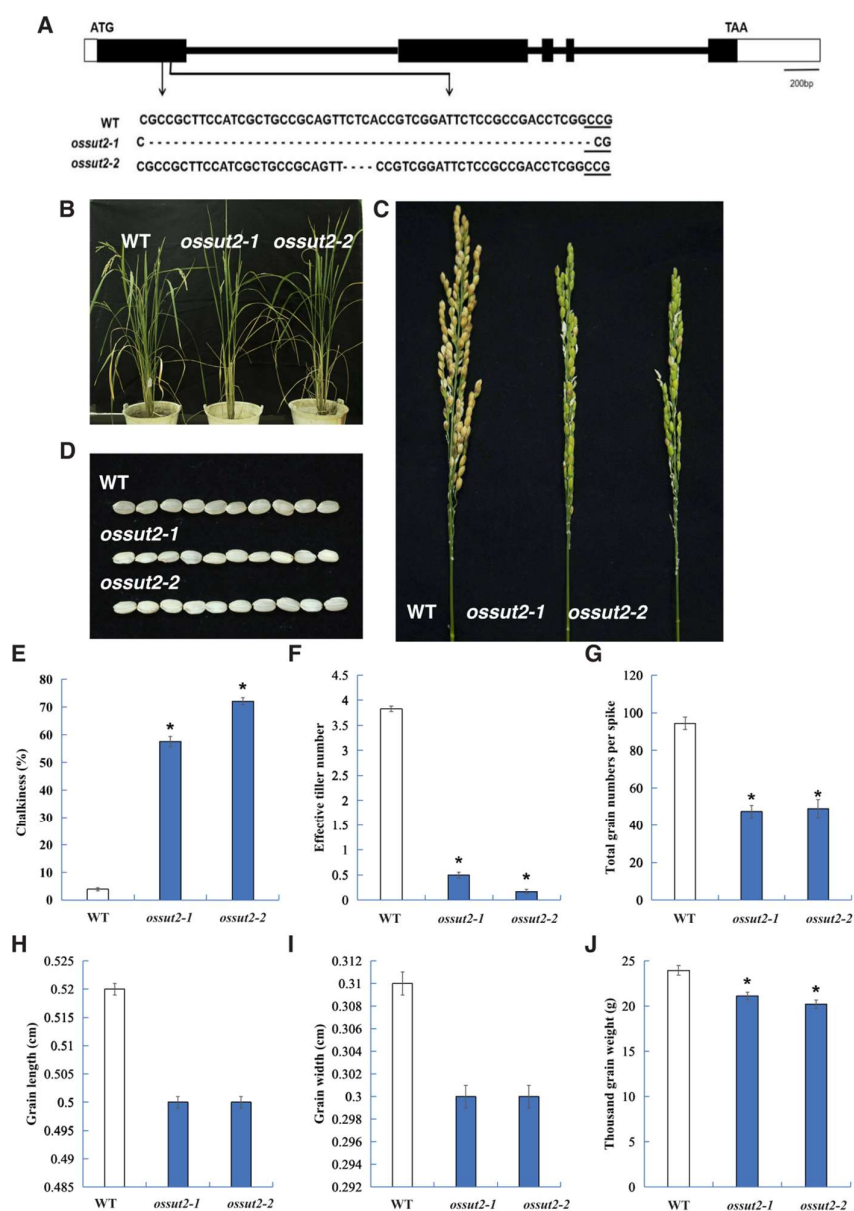 A
ATG
TAA
200bp
WT CGCCGCTTCCATCGCTGCCGCAGTTCTCACCGTCGGATTCTCCGCCGACCTCGGCCG
ossut2-1 C--------------------------------------------------------CG
ossut2-2 CGCCGCTTCCATCGCTGCCGCAGTT----CCGTCGGATTCTCCGCCGACCTCGGCCG
B
WT ossut2-1 ossut2-2
C
WT ossut2-1 ossut2-2
D
WT
ossut2-1
ossut2-2
E
Chalkiness (%)
80
70
60
50
40
30
20
10
0
* *
WT ossut2-1 ossut2-2
F
Effective tiller number
4.5
4
3.5
3
2.5
2
1.5
1
0.5
0
* *
WT ossut2-1 ossut2-2
G
Total grain numbers per spike
120
100
80
60
40
20
0
* *
WT ossut2-1 ossut2-2
H
Grain length (cm)
0.525
0.52
0.515
0.51
0.505
0.5
0.495
0.49
0.485
WT ossut2-1 ossut2-2
I
Grain width (cm)
0.312
0.31
0.308
0.306
0.304
0.302
0.3
0.298
0.296
0.294
0.292
WT ossut2-1 ossut2-2
J
Thousand grain weight (g)
25
20
15
10
5
0
* *
WT ossut2-1 ossut2-2